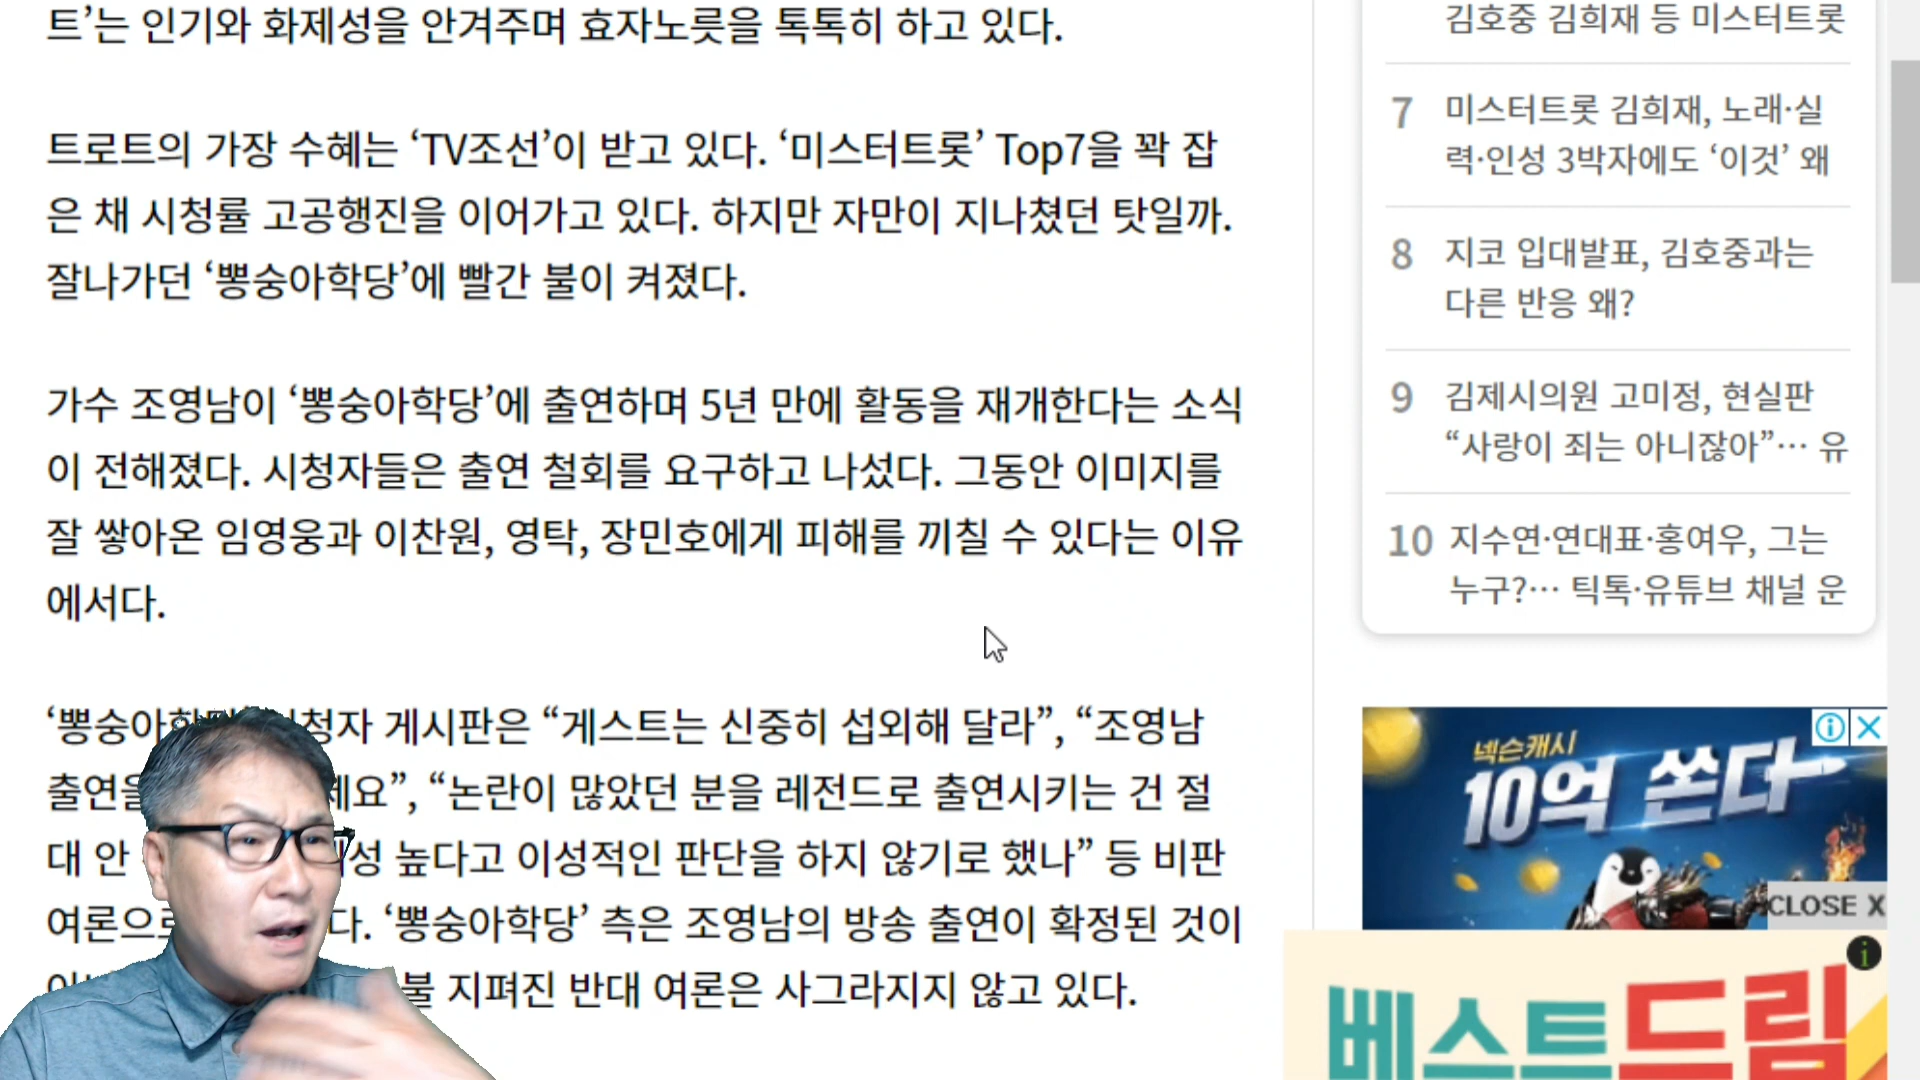 트’는 인기와 화제성을 안겨주며 효자노릇을 톡톡히 하고 있다.
트로트의 가장 수혜는 ‘TV조선’이 받고 있다. ‘미스터트롯’ Top7을 꽉 잡
은 채 시청률 고공행진을 이어가고 있다. 하지만 자만이 지나쳤던 탓일까.
잘나가던 ‘뽕숭아학당’에 빨간 불이 켜졌다.
가수 조영남이 ‘뽕숭아학당’에 출연하며 5년 만에 활동을 재개한다는 소식
이 전해졌다. 시청자들은 출연 철회를 요구하고 나섰다. 그동안 이미지를
잘 쌓아온 임영웅과 이찬원, 영탁, 장민호에게 피해를 끼칠 수 있다는 이유
에서다.
‘뽕숭아학당’ 시청자 게시판은 “게스트는 신중히 섭외해 달라”, “조영남
출연을 세요”, “논란이 많았던 분을 레전드로 출연시키는 건 절
대 안 성 높다고 이성적인 판단을 하지 않기로 했나” 등 비판
여론으로 다. ‘뽕숭아학당’ 측은 조영남의 방송 출연이 확정된 것이
불 지펴진 반대 여론은 사그라지지 않고 있다.
김호중 김희재 등 미스터트롯
7 미스터트롯 김희재, 노래·실
력·인성 3박자에도 ‘이것’ 왜
8 지코 입대발표, 김호중과는
다른 반응 왜?
9 김제시의원 고미정, 현실판
“사랑이 죄는 아니잖아”… 유
10 지수연·연대표·홍여우, 그는
누구?… 틱톡·유튜브 채널 운
넥슨캐시
10억 쏜다
CLOSE X
베스트드림